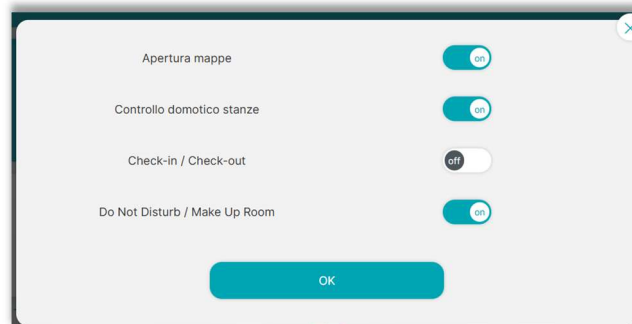 Apertura mappe on
Controllo domotico stanze on
Check-in / Check-out off
Do Not Disturb / Make Up Room on
OK